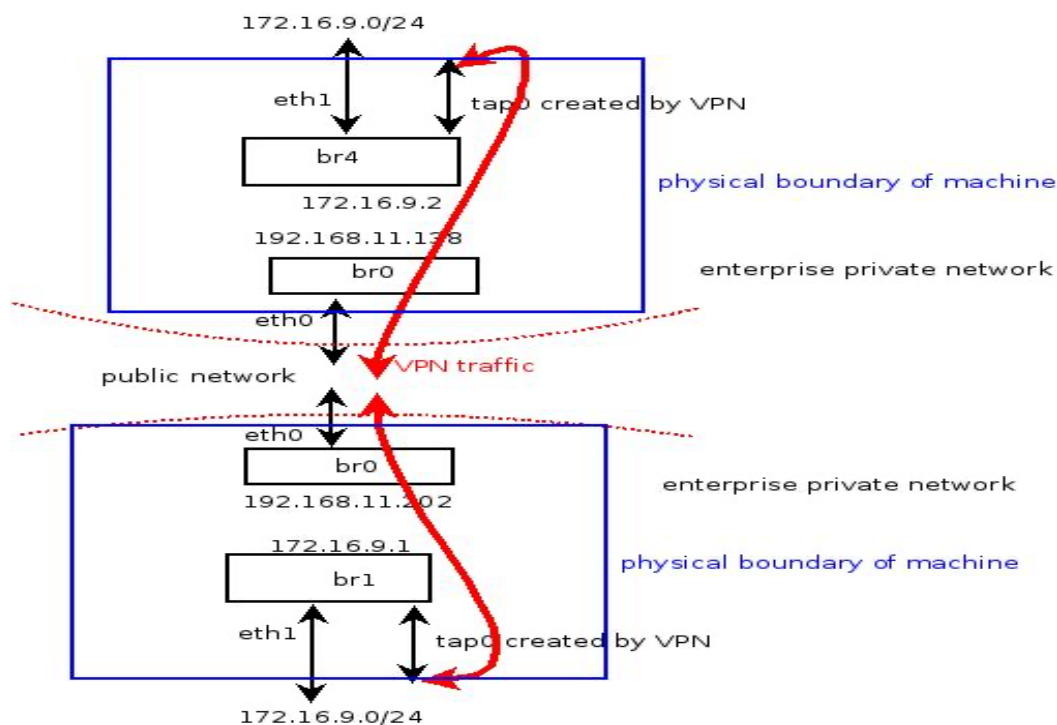 172.16.9.0/24
eth1
tap0 created by VPN
br4
physical boundary of machine
172.16.9.2
192.168.11.138
br0
enterprise private network
eth0
VPN traffic
public network
eth0
br0
enterprise private network
192.168.11.202
172.16.9.1
physical boundary of machine
br1
eth1
tap0 created by VPN
172.16.9.0/24